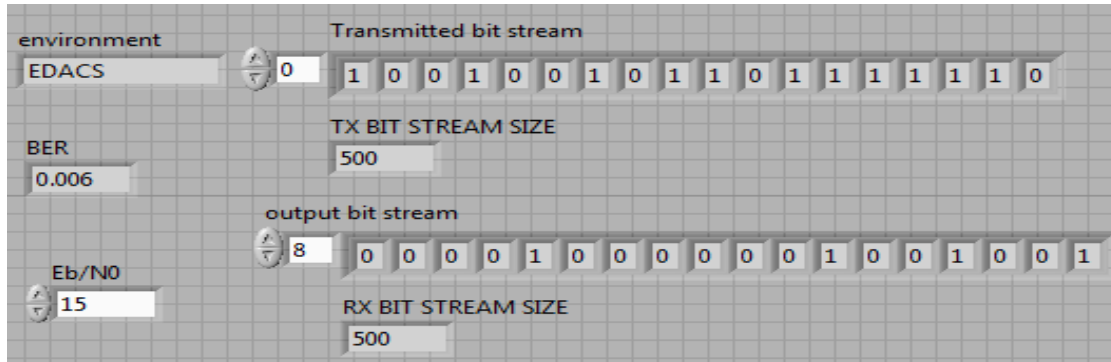 environment
Transmitted bit stream
EDACS
0 1 0 0 1 0 0 1 0 1 1 0 1 1 1 1 1 1 0
TX BIT STREAM SIZE
500
BER
0.006
output bit stream
8 0 0 0 0 1 0 0 0 0 0 0 1 0 0 1 0 0 1
Eb/N0
15
RX BIT STREAM SIZE
500